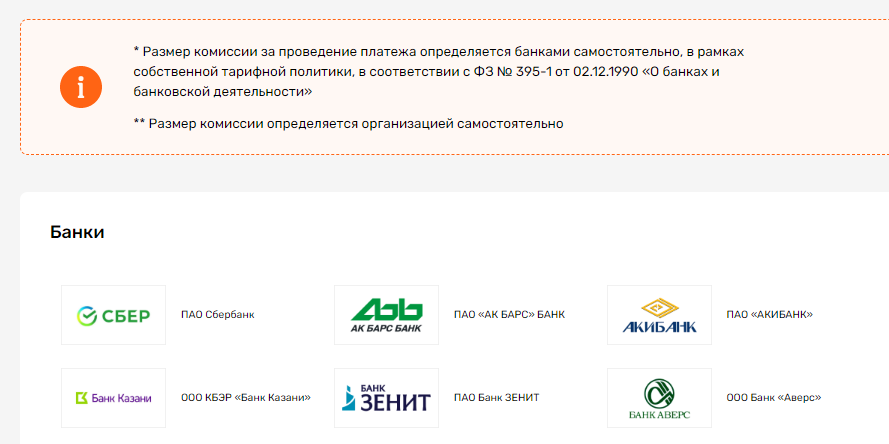 * Размер комиссии за проведение платежа определяется банками самостоятельно, в рамках
собственной тарифной политики, в соответствии с ФЗ № 395-1 от 02.12.1990 «О банках и
банковской деятельности»
** Размер комиссии определяется организацией самостоятельно
Банки
СБЕР
ПАО Сбербанк
АК БАРС БАНК
ПАО «АК БАРС» БАНК
АКИБАНК
ПАО «АКИБАНК»
Банк Казани
ООО КБЭР «Банк Казани»
БАНК
ЗЕНИТ
ПАО Банк ЗЕНИТ
БАНК АВЕРС
ООО Банк «Аверс»